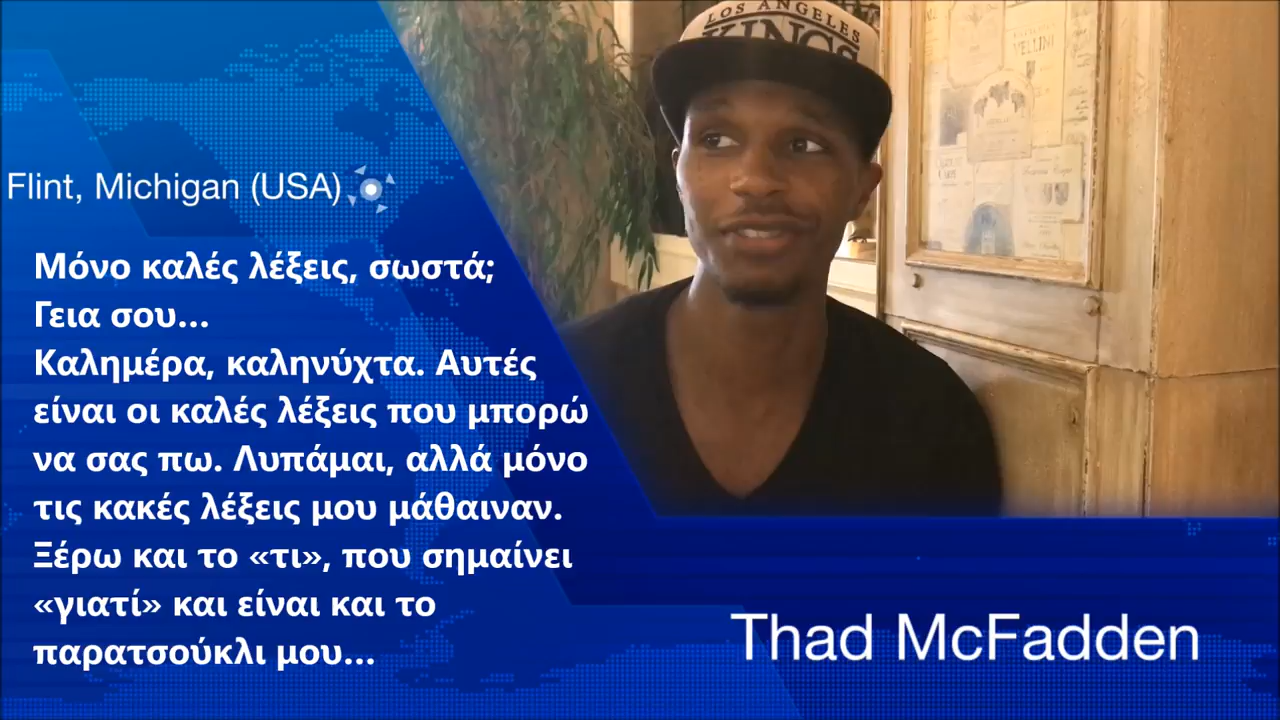 LOS ANGELES
KINGS
VELLINI
Flint, Michigan (USA)
Μόνο καλές λέξεις, σωστά;
Γεια σου...
Καλημέρα, καληνύχτα. Αυτές
είναι οι καλές λέξεις που μπορώ
να σας πω. Λυπάμαι, αλλά μόνο
τις κακές λέξεις μου μάθαιναν.
Ξέρω και το «τι», που σημαίνει
«γιατί» και είναι και το
παρατσούκλι μου...
Thad McFadden